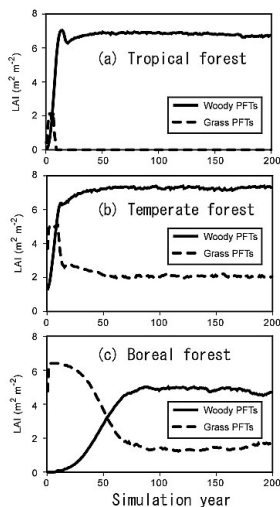 8
6
4
2
0
LAI (m² m⁻²)
(a) Tropical forest
Woody PFTs
Grass PFTs
0 50 100 150 200
8
6
4
2
0
LAI (m² m⁻²)
(b) Temperate forest
Woody PFTs
Grass PFTs
0 50 100 150 200
8
6
4
2
0
LAI (m² m⁻²)
(c) Boreal forest
Woody PFTs
Grass PFTs
0 50 100 150 200
Simulation year